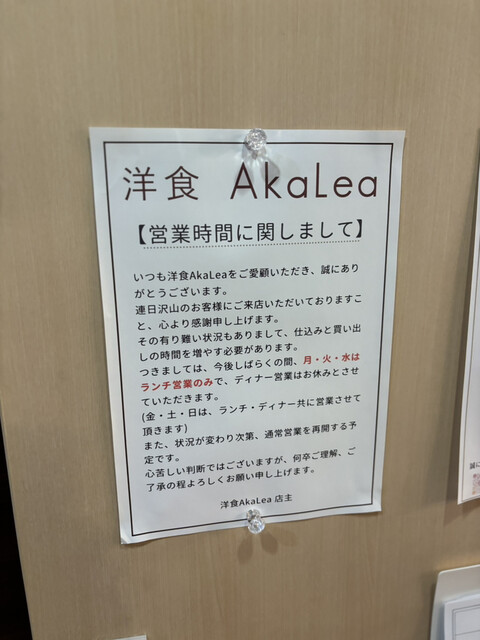 洋食 AkaLea
【営業時間に関しまして】
いつも洋食AkaLeaをご愛顧いただき、誠にあり
がとうございます。
連日沢山のお客様にご来店いただいておりますこ
と、心より感謝申し上げます。
その有り難い状況もありまして、仕込みと買い出
しの時間を増やす必要があります。
つきましては、今後しばらくの間、月・火・水は
ランチ営業のみで、ディナー営業はお休みとさせ
ていただきます。
(金・土・日は、ランチ・ディナー共に営業させて
頂きます)
また、状況が変わり次第、通常営業を再開する予
定です。
心苦しい判断ではございますが、何卒ご理解、ご
了承の程よろしくお願い申し上げます。
洋食AkaLea 店主